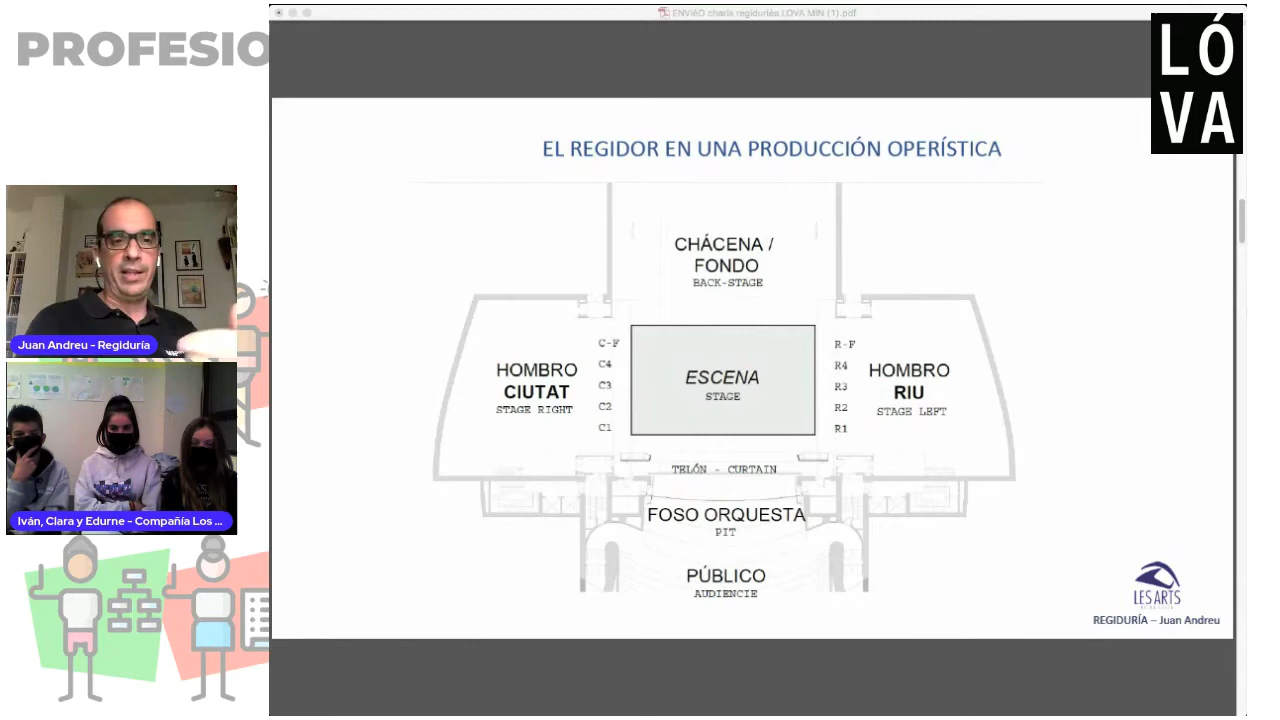 PROFESIO
ENVIéO charla regiduríèa LOVA MIN (1).pdf
LÓ
VA
EL REGIDOR EN UNA PRODUCCIÓN OPERÍSTICA
CHÁCENA /
FONDO
BACK-STAGE
C-F
C4
C3
C2
C1
HOMBRO
CIUTAT
STAGE RIGHT
ESCENA
STAGE
R-F
R4
R3
R2
R1
HOMBRO
RIU
STAGE LEFT
TELÓN - CURTAIN
FOSO ORQUESTA
PIT
PÚBLICO
AUDIENCIE
LES ARTS
REGIDURÍA – Juan Andreu
Juan Andreu - Regiduría
Iván, Clara y Edurne - Compañía Los ...